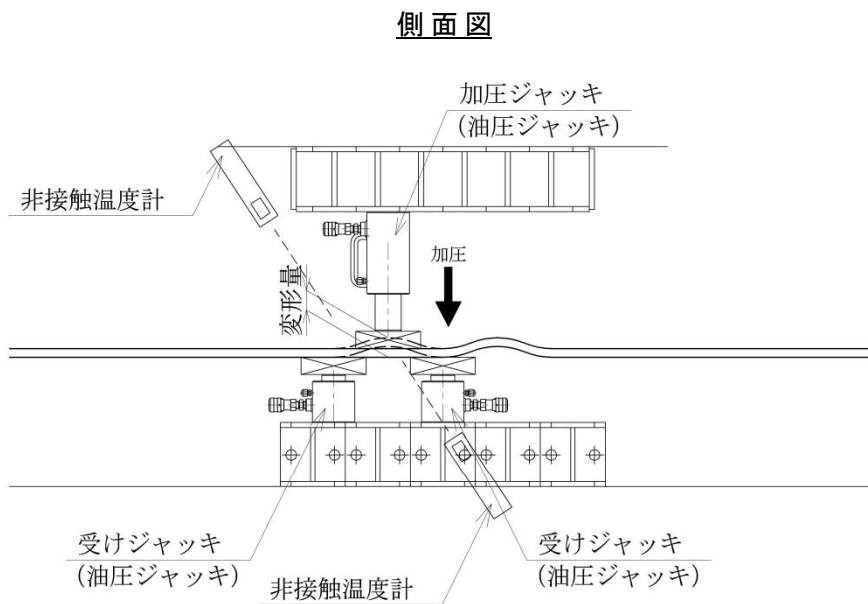 側面図
加圧ジャッキ
(油圧ジャッキ)
非接触温度計
加圧
変形量
受けジャッキ
(油圧ジャッキ)
非接触温度計
受けジャッキ
(油圧ジャッキ)